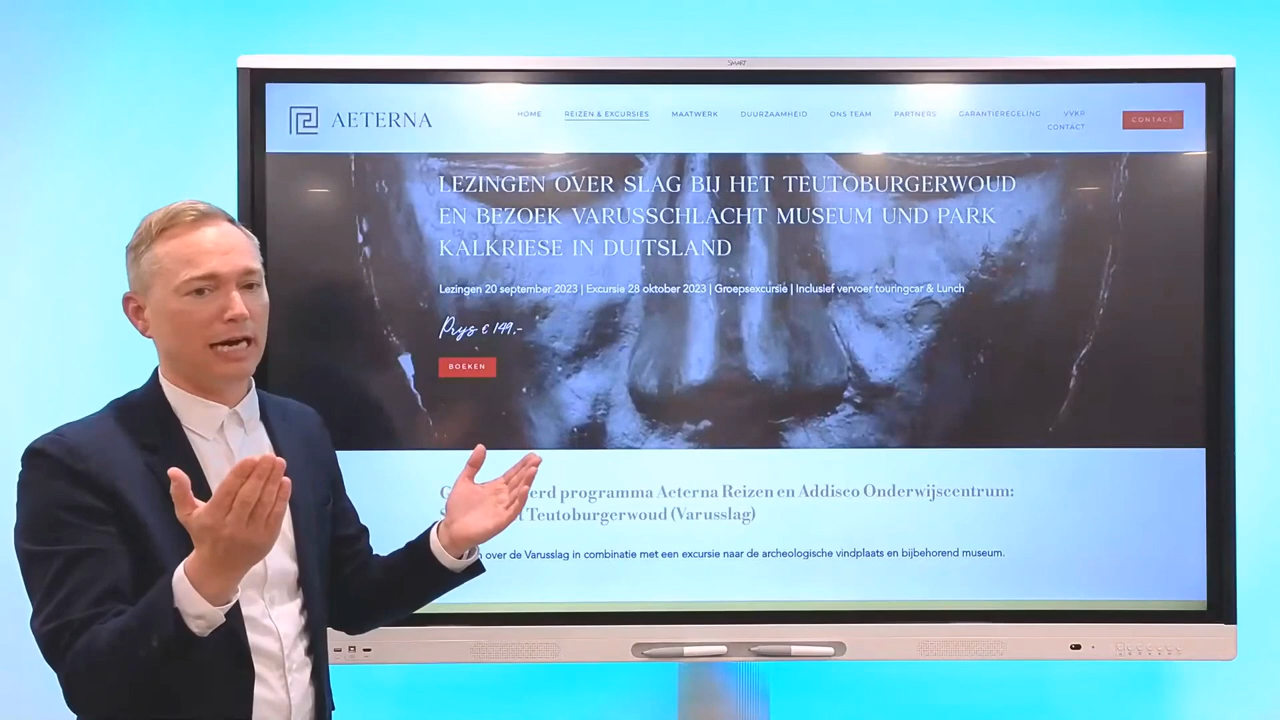 SMART
AETERNA
HOME REIZEN & EXCURSIES MAATWERK DUURZAAMHEID ONS TEAM PARTNERS GARANTIEREGELING VVKR
CONTACT
CONTACT
LEZINGEN OVER SLAG BIJ HET TEUTOBURGERWOUD
EN BEZOEK VARUSSCHLACHT MUSEUM UND PARK
KALKRIESE IN DUITSLAND
Lezingen 20 september 2023 | Excursie 28 oktober 2023 | Groepsexcursie | Inclusief vervoer touringcar & Lunch
Prijs € 149,-
BOEKEN
programma Aeterna Reizen en Addisco Onderwijscentrum:
Teutoburgerwoud (Varusslag)
over de Varusslag in combinatie met een excursie naar de archeologische vindplaats en bijbehorend museum.